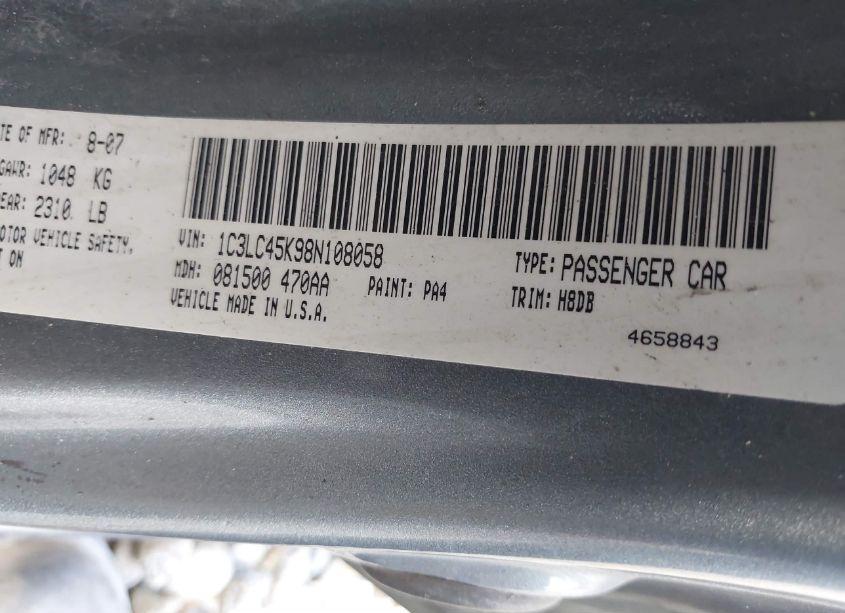 TE OF MFR: 8-07
GAWR: 1048 KG
EAR: 2310 LB
OTOR VEHICLE SAFETY,
T ON
VIN: 1C3LC45K98N108058
TYPE: PASSENGER CAR
MDH: 081500 470AA
PAINT: PA4
TRIM: H8DB
VEHICLE MADE IN U.S.A.
4658843